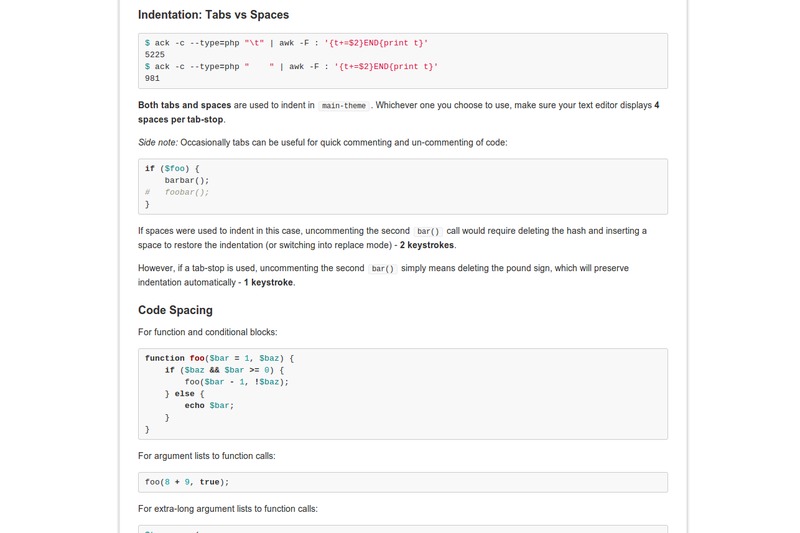 Indentation: Tabs vs Spaces
$ ack -c --type=php "\t" | awk -F : '{t+=$2}END{print t}'
5225
$ ack -c --type=php "    " | awk -F : '{t+=$2}END{print t}'
981
Both tabs and spaces are used to indent in main-theme . Whichever one you choose to use, make sure your text editor displays 4
spaces per tab-stop.
Side note: Occasionally tabs can be useful for quick commenting and un-commenting of code:
if ($foo) {
    barbar();
#   foobar();
}
If spaces were used to indent in this case, uncommenting the second bar() call would require deleting the hash and inserting a
space to restore the indentation (or switching into replace mode) - 2 keystrokes.
However, if a tab-stop is used, uncommenting the second bar() simply means deleting the pound sign, which will preserve
indentation automatically - 1 keystroke.
Code Spacing
For function and conditional blocks:
function foo($bar = 1, $baz) {
    if ($baz && $bar >= 0) {
        foo($bar - 1, !$baz);
    } else {
        echo $bar;
    }
}
For argument lists to function calls:
foo(8 + 9, true);
For extra-long argument lists to function calls: